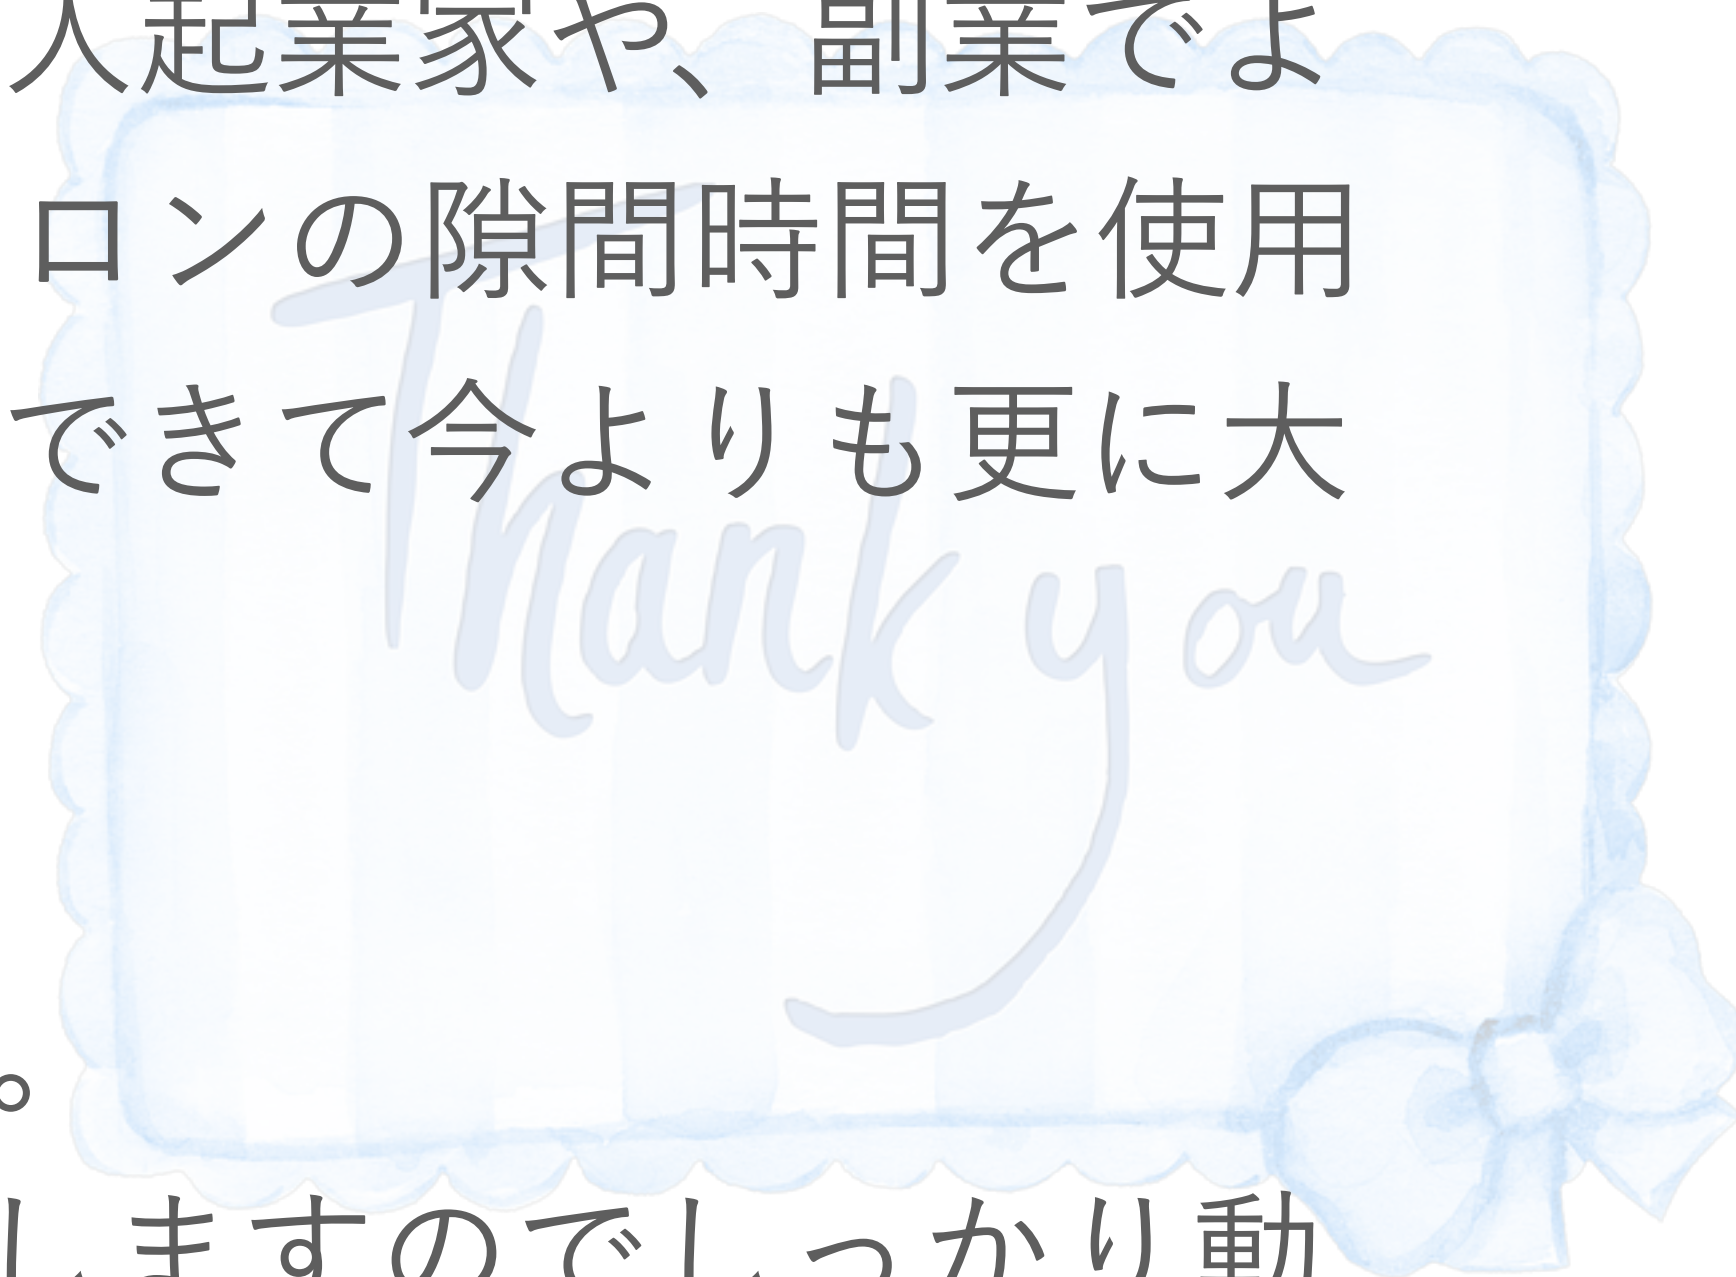 人起業家や、副業でよ
ロンの隙間時間を使用
できて今よりも更に大
Thank you
。
しますのでしっかり動